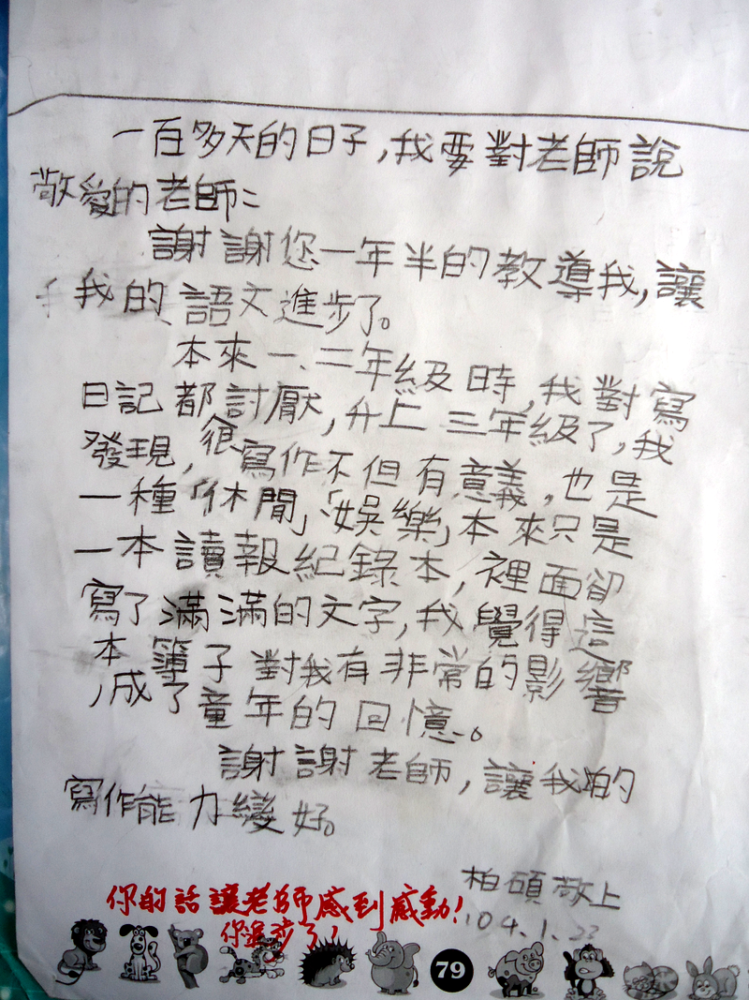 一百多天的日子,我要對老師說
敬愛的老師:
謝謝您一年半的教導我,讓
我的語文進步了。
本來一、二年級時,我對寫
日記都討厭,升上三年級了,我
發現,很寫作不但有意義,也是
一種「休閒」「娛樂」本來只是
一本讀報紀錄本,裡面卻
寫了滿滿的文字,我覺得這
本簿子對我有非常的影響
,成了童年的回憶。
謝謝老師,讓我的
寫作能力變好。
柏碩敬上
104.1.23
你的話讓老師感到感動!
你進步了!
79